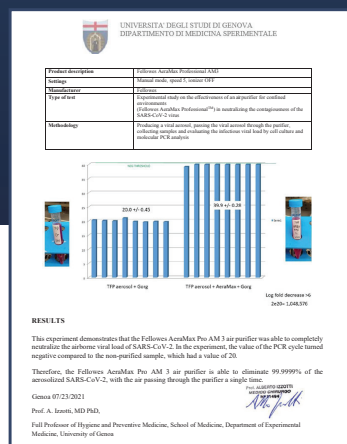 UNIVERSITA' DEGLI STUDI DI GENOVA
DIPARTIMENTO DI MEDICINA SPERIMENTALE
Product description Fellowes AeraMax Professional AM3
Settings Manual mode, speed 5, ionizer OFF
Manufacturer Fellowes
Type of test Experimental study on the effectiveness of an air purifier for confined
environments
(Fellowes AeraMax Professional™) in neutralizing the contagiousness of the
SARS-CoV-2 virus
Methodology Producing a viral aerosol, passing the viral aerosol through the purifier,
collecting samples and evaluating the infectious viral load by cell culture and
molecular PCR analysis
20.0 +/- 0.45
39.9 +/- 0.29
TFP aerosol + Gorg
TFP aerosol + AeraMax + Gorg
Log fold decrease >6
2e20= 1,048,576
RESULTS
This experiment demonstrates that the Fellowes AeraMax Pro AM 3 air purifier was able to completely
neutralize the airborne viral load of SARS-CoV-2. In the experiment, the value of the PCR cycle turned
negative compared to the non-purified sample, which had a value of 20.
Therefore, the Fellowes AeraMax Pro AM 3 air purifier is able to eliminate 99.9999% of the
aerosolized SARS-CoV-2, with the air passing through the purifier a single time.
Genoa 07/23/2021
Prof. ALBERTO IZZOTTI
MEDICO CHIRURGO
Prof. A. Izzotti, MD PhD,
Full Professor of Hygiene and Preventive Medicine, School of Medicine, Department of Experimental
Medicine, University of Genoa